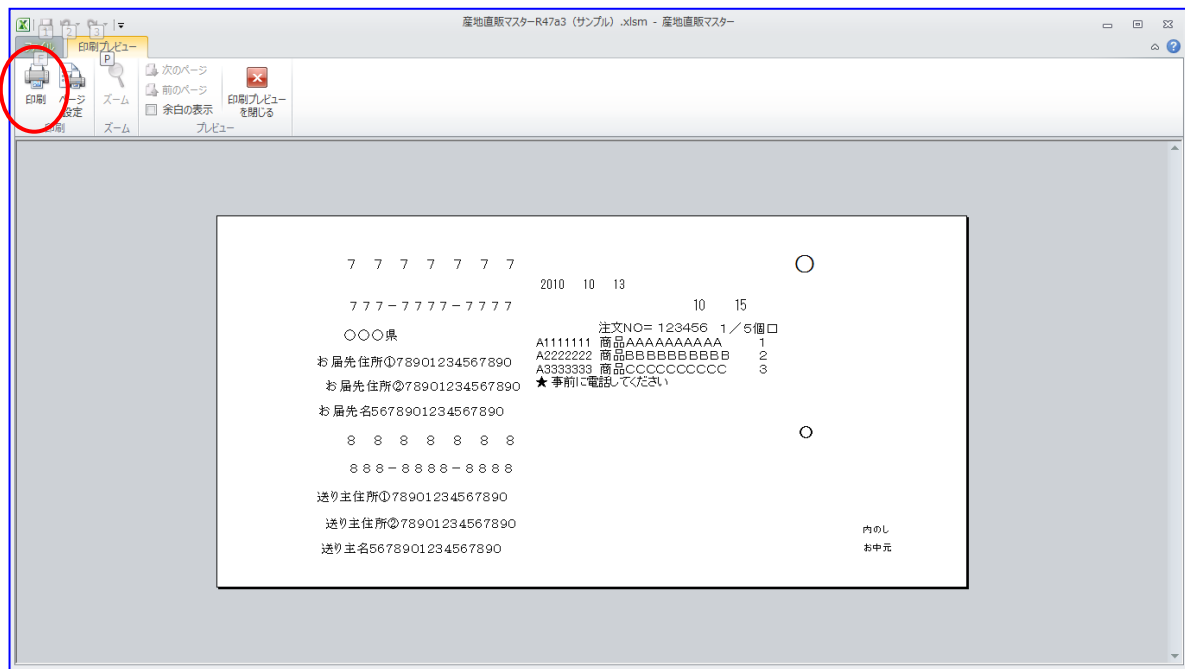 産地直販マスターR47a3（サンプル）.xlsm - 産地直販マスター
1 2 3
印刷プレビュー
F P
印刷
ページ設定
ズーム
次のページ
前のページ
余白の表示
印刷プレビューを閉じる
印刷 ズーム プレビュー
７ ７ ７ ７ ７ ７ ７
2010 10 13
７７７−７７７７−７７７７
10 15
○○○県
注文NO= 123456 1／5個口
A1111111 商品AAAAAAAAAA 1
A2222222 商品BBBBBBBBBB 2
A3333333 商品CCCCCCCCCC 3
★ 事前に電話してください
お届先住所①78901234567890
お届先住所②78901234567890
お届先名5678901234567890
８ ８ ８ ８ ８ ８ ８
８８８−８８８８−８８８８
送り主住所①78901234567890
送り主住所②78901234567890
送り主名5678901234567890
内のし
お中元